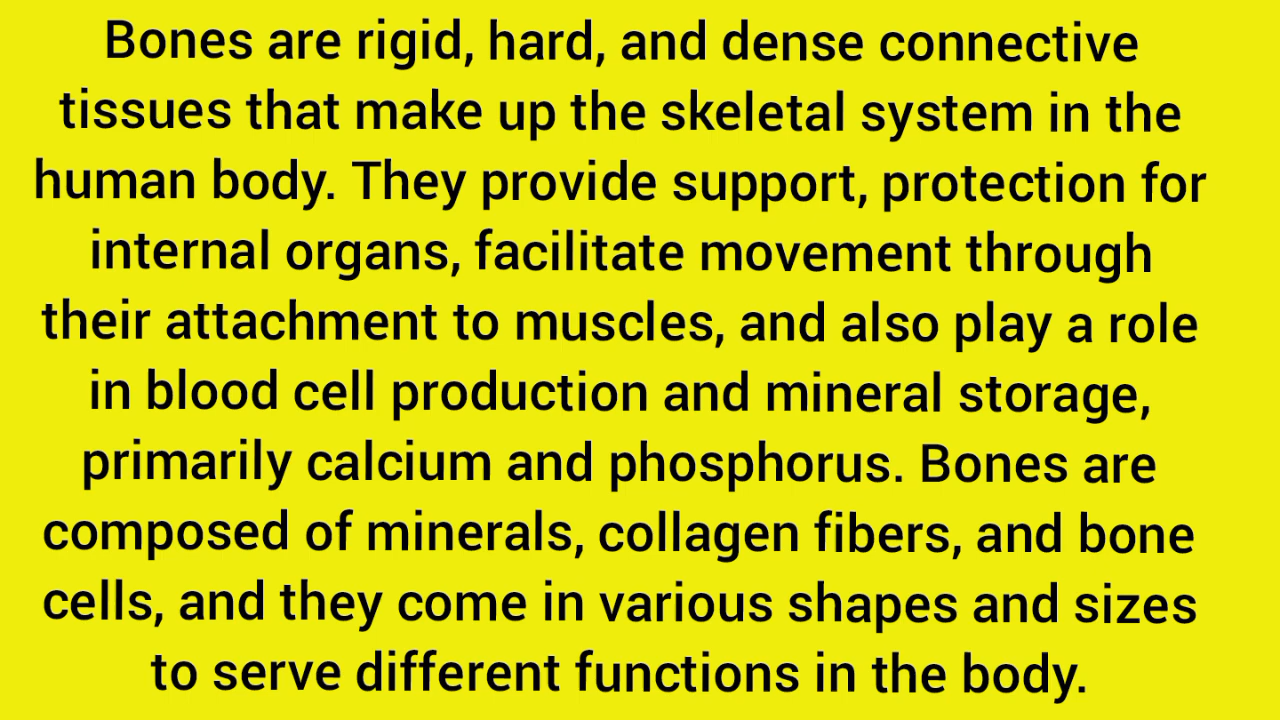 Bones are rigid, hard, and dense connective
tissues that make up the skeletal system in the
human body. They provide support, protection for
internal organs, facilitate movement through
their attachment to muscles, and also play a role
in blood cell production and mineral storage,
primarily calcium and phosphorus. Bones are
composed of minerals, collagen fibers, and bone
cells, and they come in various shapes and sizes
to serve different functions in the body.